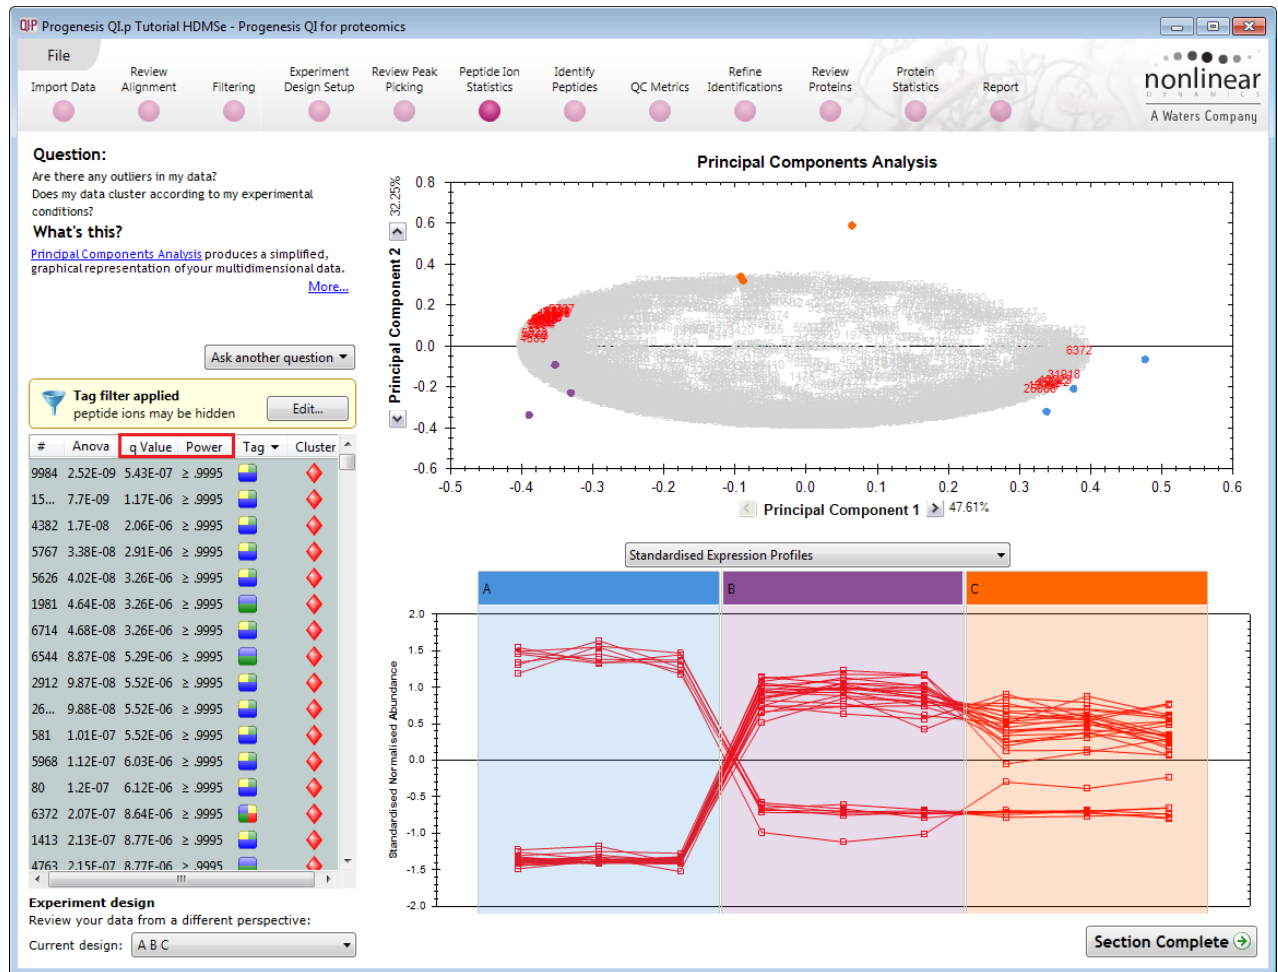 Progenesis QI.p Tutorial HDMSe - Progenesis QI for proteomics
File
Import Data
Review Alignment
Filtering
Experiment Design Setup
Review Peak Picking
Peptide Ion Statistics
Identify Peptides
QC Metrics
Refine Identifications
Review Proteins
Protein Statistics
Report
nonlinear
DYNAMICS
A Waters Company
Question:
Are there any outliers in my data?
Does my data cluster according to my experimental
conditions?
What's this?
Principal Components Analysis produces a simplified,
graphical representation of your multidimensional data.
More...
Ask another question
Tag filter applied
peptide ions may be hidden
Edit...
# Anova q Value Power Tag Cluster
9984 2.52E-09 5.43E-07 ≥ .9995
15... 7.7E-09 1.17E-06 ≥ .9995
4382 1.7E-08 2.06E-06 ≥ .9995
5767 3.38E-08 2.91E-06 ≥ .9995
5626 4.02E-08 3.26E-06 ≥ .9995
1981 4.64E-08 3.26E-06 ≥ .9995
6714 4.68E-08 3.26E-06 ≥ .9995
6544 8.87E-08 5.29E-06 ≥ .9995
2912 9.87E-08 5.52E-06 ≥ .9995
26... 9.88E-08 5.52E-06 ≥ .9995
581 1.01E-07 5.52E-06 ≥ .9995
5968 1.12E-07 6.03E-06 ≥ .9995
80 1.2E-07 6.12E-06 ≥ .9995
6372 2.07E-07 8.64E-06 ≥ .9995
1413 2.13E-07 8.77E-06 ≥ .9995
4763 2.15E-07 8.77E-06 ≥ .9995
Experiment design
Review your data from a different perspective:
Current design: A B C
Principal Components Analysis
Principal Component 2 32.25%
0.8
0.6
0.4
0.2
0.0
-0.2
-0.4
-0.6
6372
-0.5 -0.4 -0.3 -0.2 -0.1 0.0 0.1 0.2 0.3 0.4 0.5 0.6
Principal Component 1 47.61%
Standardised Expression Profiles
A B C
Standardised Normalised Abundance
2.0
1.5
1.0
0.5
0.0
-0.5
-1.0
-1.5
-2.0
Section Complete